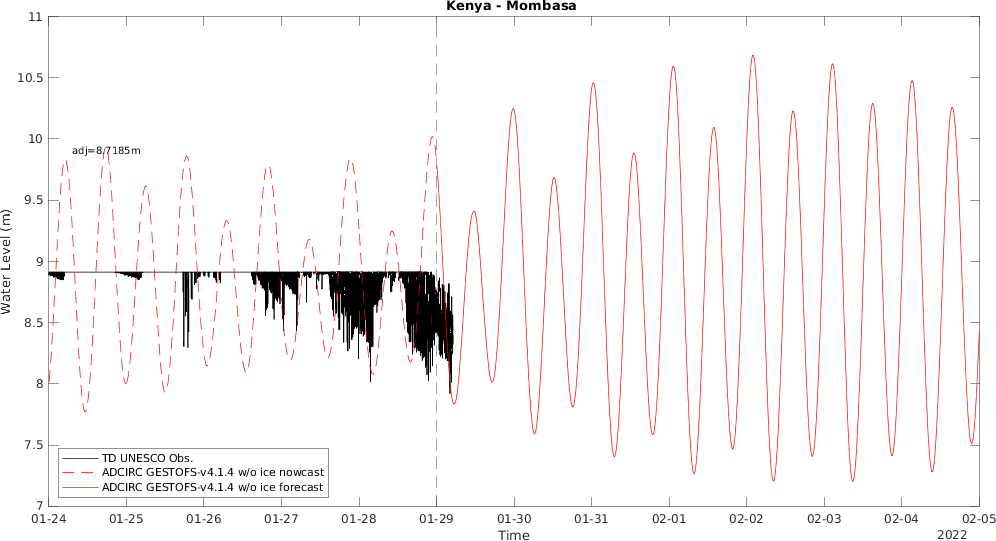 Kenya - Mombasa
11
10.5
10
9.5
9
8.5
8
7.5
7
Water Level (m)
adj=8.7185m
TD UNESCO Obs.
ADCIRC GESTOFS-v4.1.4 w/o ice nowcast
ADCIRC GESTOFS-v4.1.4 w/o ice forecast
01-24 01-25 01-26 01-27 01-28 01-29 01-30 01-31 02-01 02-02 02-03 02-04 02-05
Time
2022